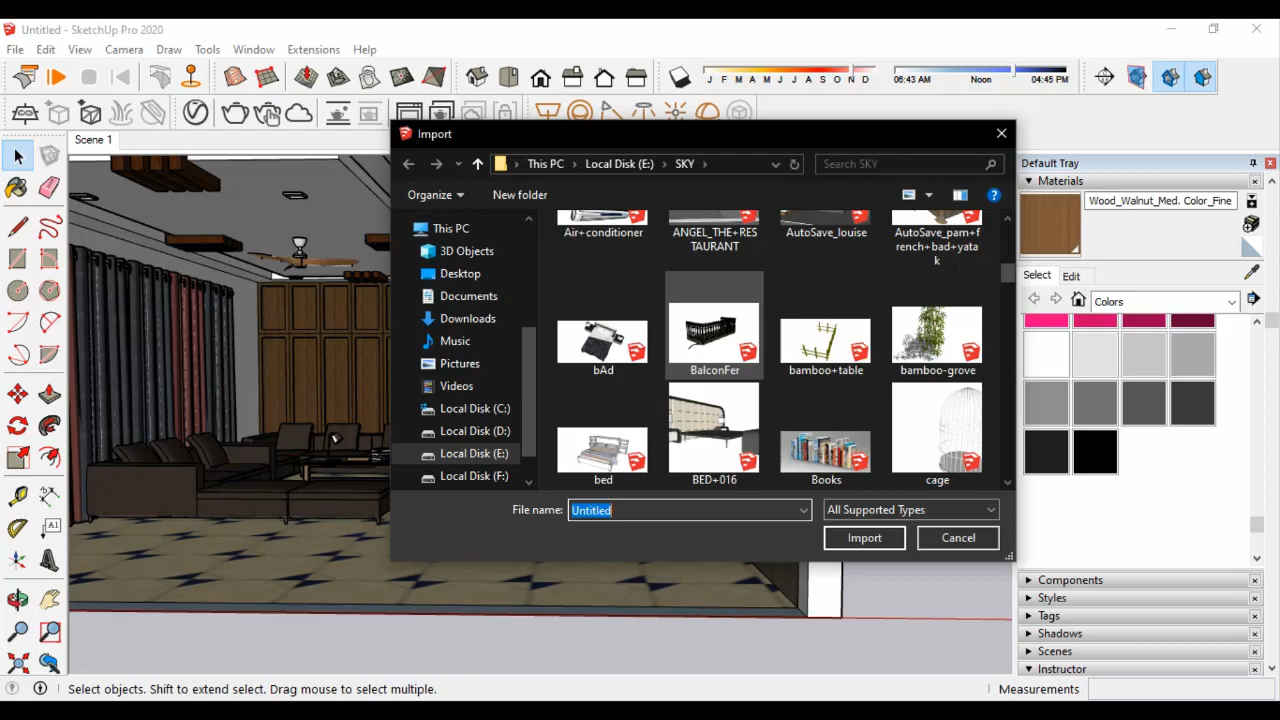 Untitled - SketchUp Pro 2020
File Edit View Camera Draw Tools Window Extensions Help
J F M A M J J A S O N D 06:43 AM Noon 04:45 PM
Scene 1
Import
This PC Local Disk (E:) SKY Search SKY
Organize New folder
This PC
3D Objects
Desktop
Documents
Downloads
Music
Pictures
Videos
Local Disk (C:)
Local Disk (D:)
Local Disk (E:)
Local Disk (F:)
Air+conditioner
ANGEL_THE+RES
TAURANT
AutoSave_louise
AutoSave_pam+f
rench+bad+yata
k
bAd
BalconFer
bamboo+table
bamboo-grove
bed
BED+016
Books
cage
File name: Untitled All Supported Types
Import Cancel
Default Tray
Materials
Wood_Walnut_Med. Color_Fine
Select Edit
Colors
Components
Styles
Tags
Shadows
Scenes
Instructor
A1
Select objects. Shift to extend select. Drag mouse to select multiple.
Measurements